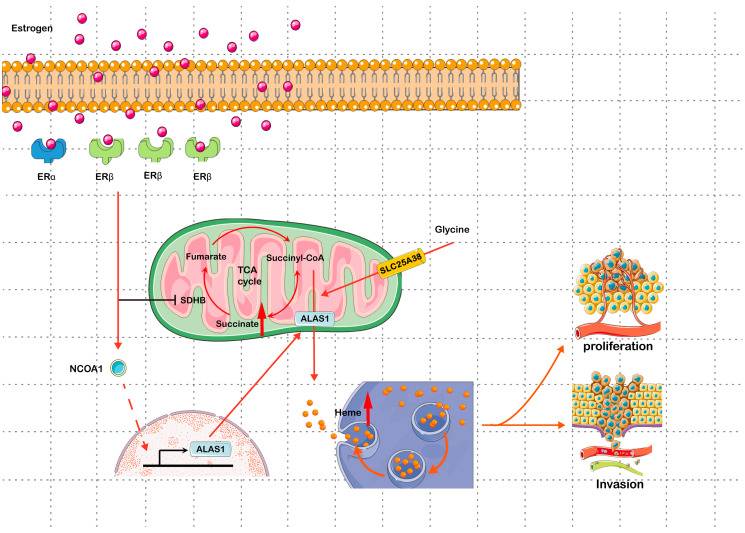 Estrogen
ERα
ERβ
ERβ
ERβ
Glycine
SLC25A38
Fumarate
Succinyl-CoA
TCA
cycle
SDHB
Succinate
ALAS1
proliferation
NCOA1
Heme
ALAS1
Invasion